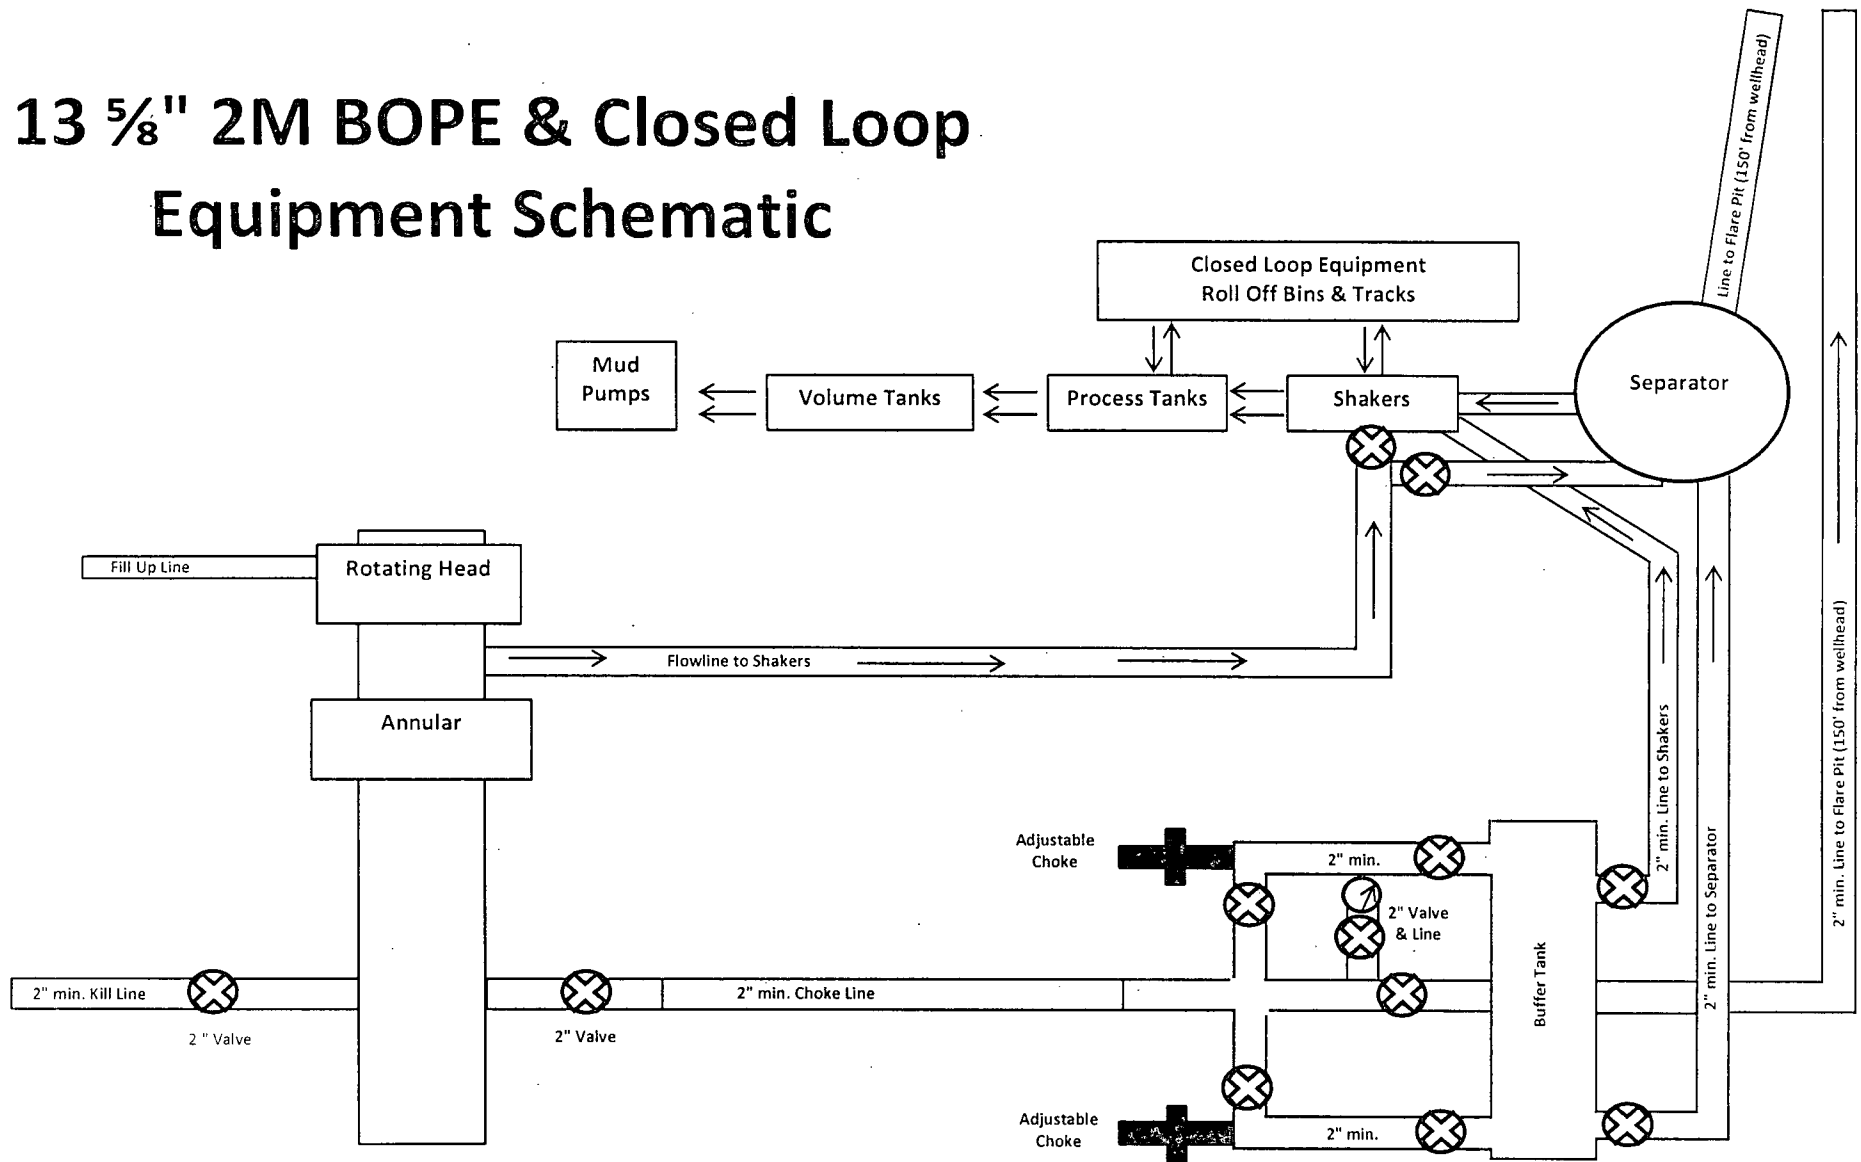 13 ⅝" 2M BOPE & Closed Loop
Equipment Schematic
Line to Flare Pit (150' from wellhead)
Closed Loop Equipment
Roll Off Bins & Tracks
Mud
Pumps
Volume Tanks
Process Tanks
Shakers
Separator
Fill Up Line
Rotating Head
Flowline to Shakers
Annular
2" min. Line to Shakers
2" min. Line to Separator
2" min. Line to Flare Pit (150' from wellhead)
Adjustable
Choke
2" min.
2" Valve
& Line
Buffer Tank
2" min. Kill Line
2" min. Choke Line
2 " Valve
2" Valve
Adjustable
Choke
2" min.